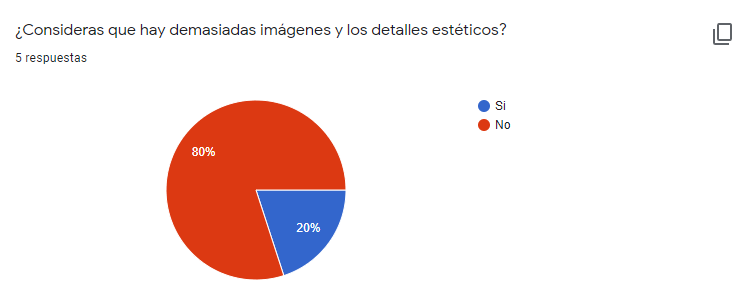 ¿Consideras que hay demasiadas imágenes y los detalles estéticos?
5 respuestas
Si
No
80%
20%